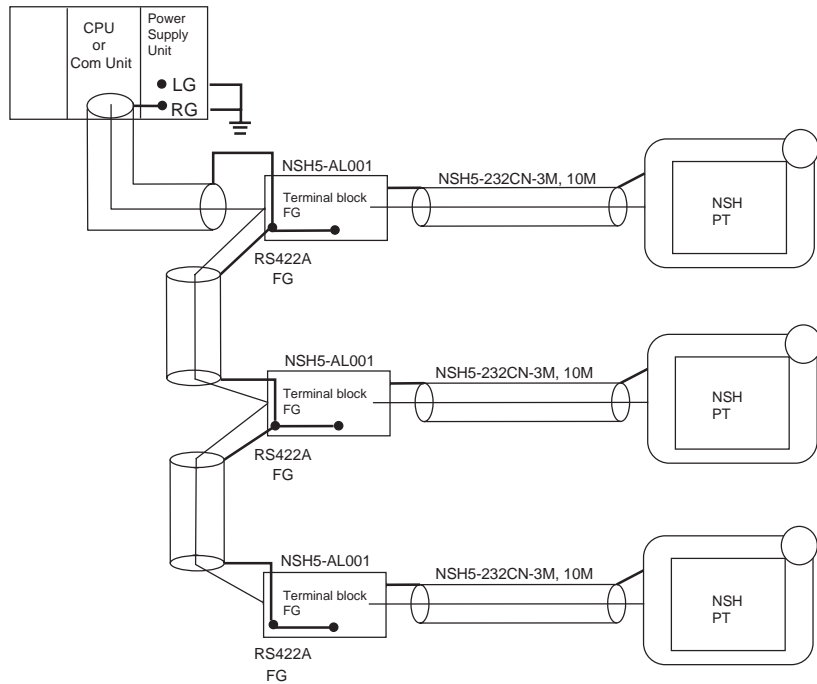 CPU
or
Com Unit
Power
Supply
Unit
LG
RG
NSH5-AL001
Terminal block
FG
RS422A
FG
NSH5-232CN-3M, 10M
NSH
PT
NSH5-AL001
Terminal block
FG
RS422A
FG
NSH5-232CN-3M, 10M
NSH
PT
NSH5-AL001
Terminal block
FG
RS422A
FG
NSH5-232CN-3M, 10M
NSH
PT